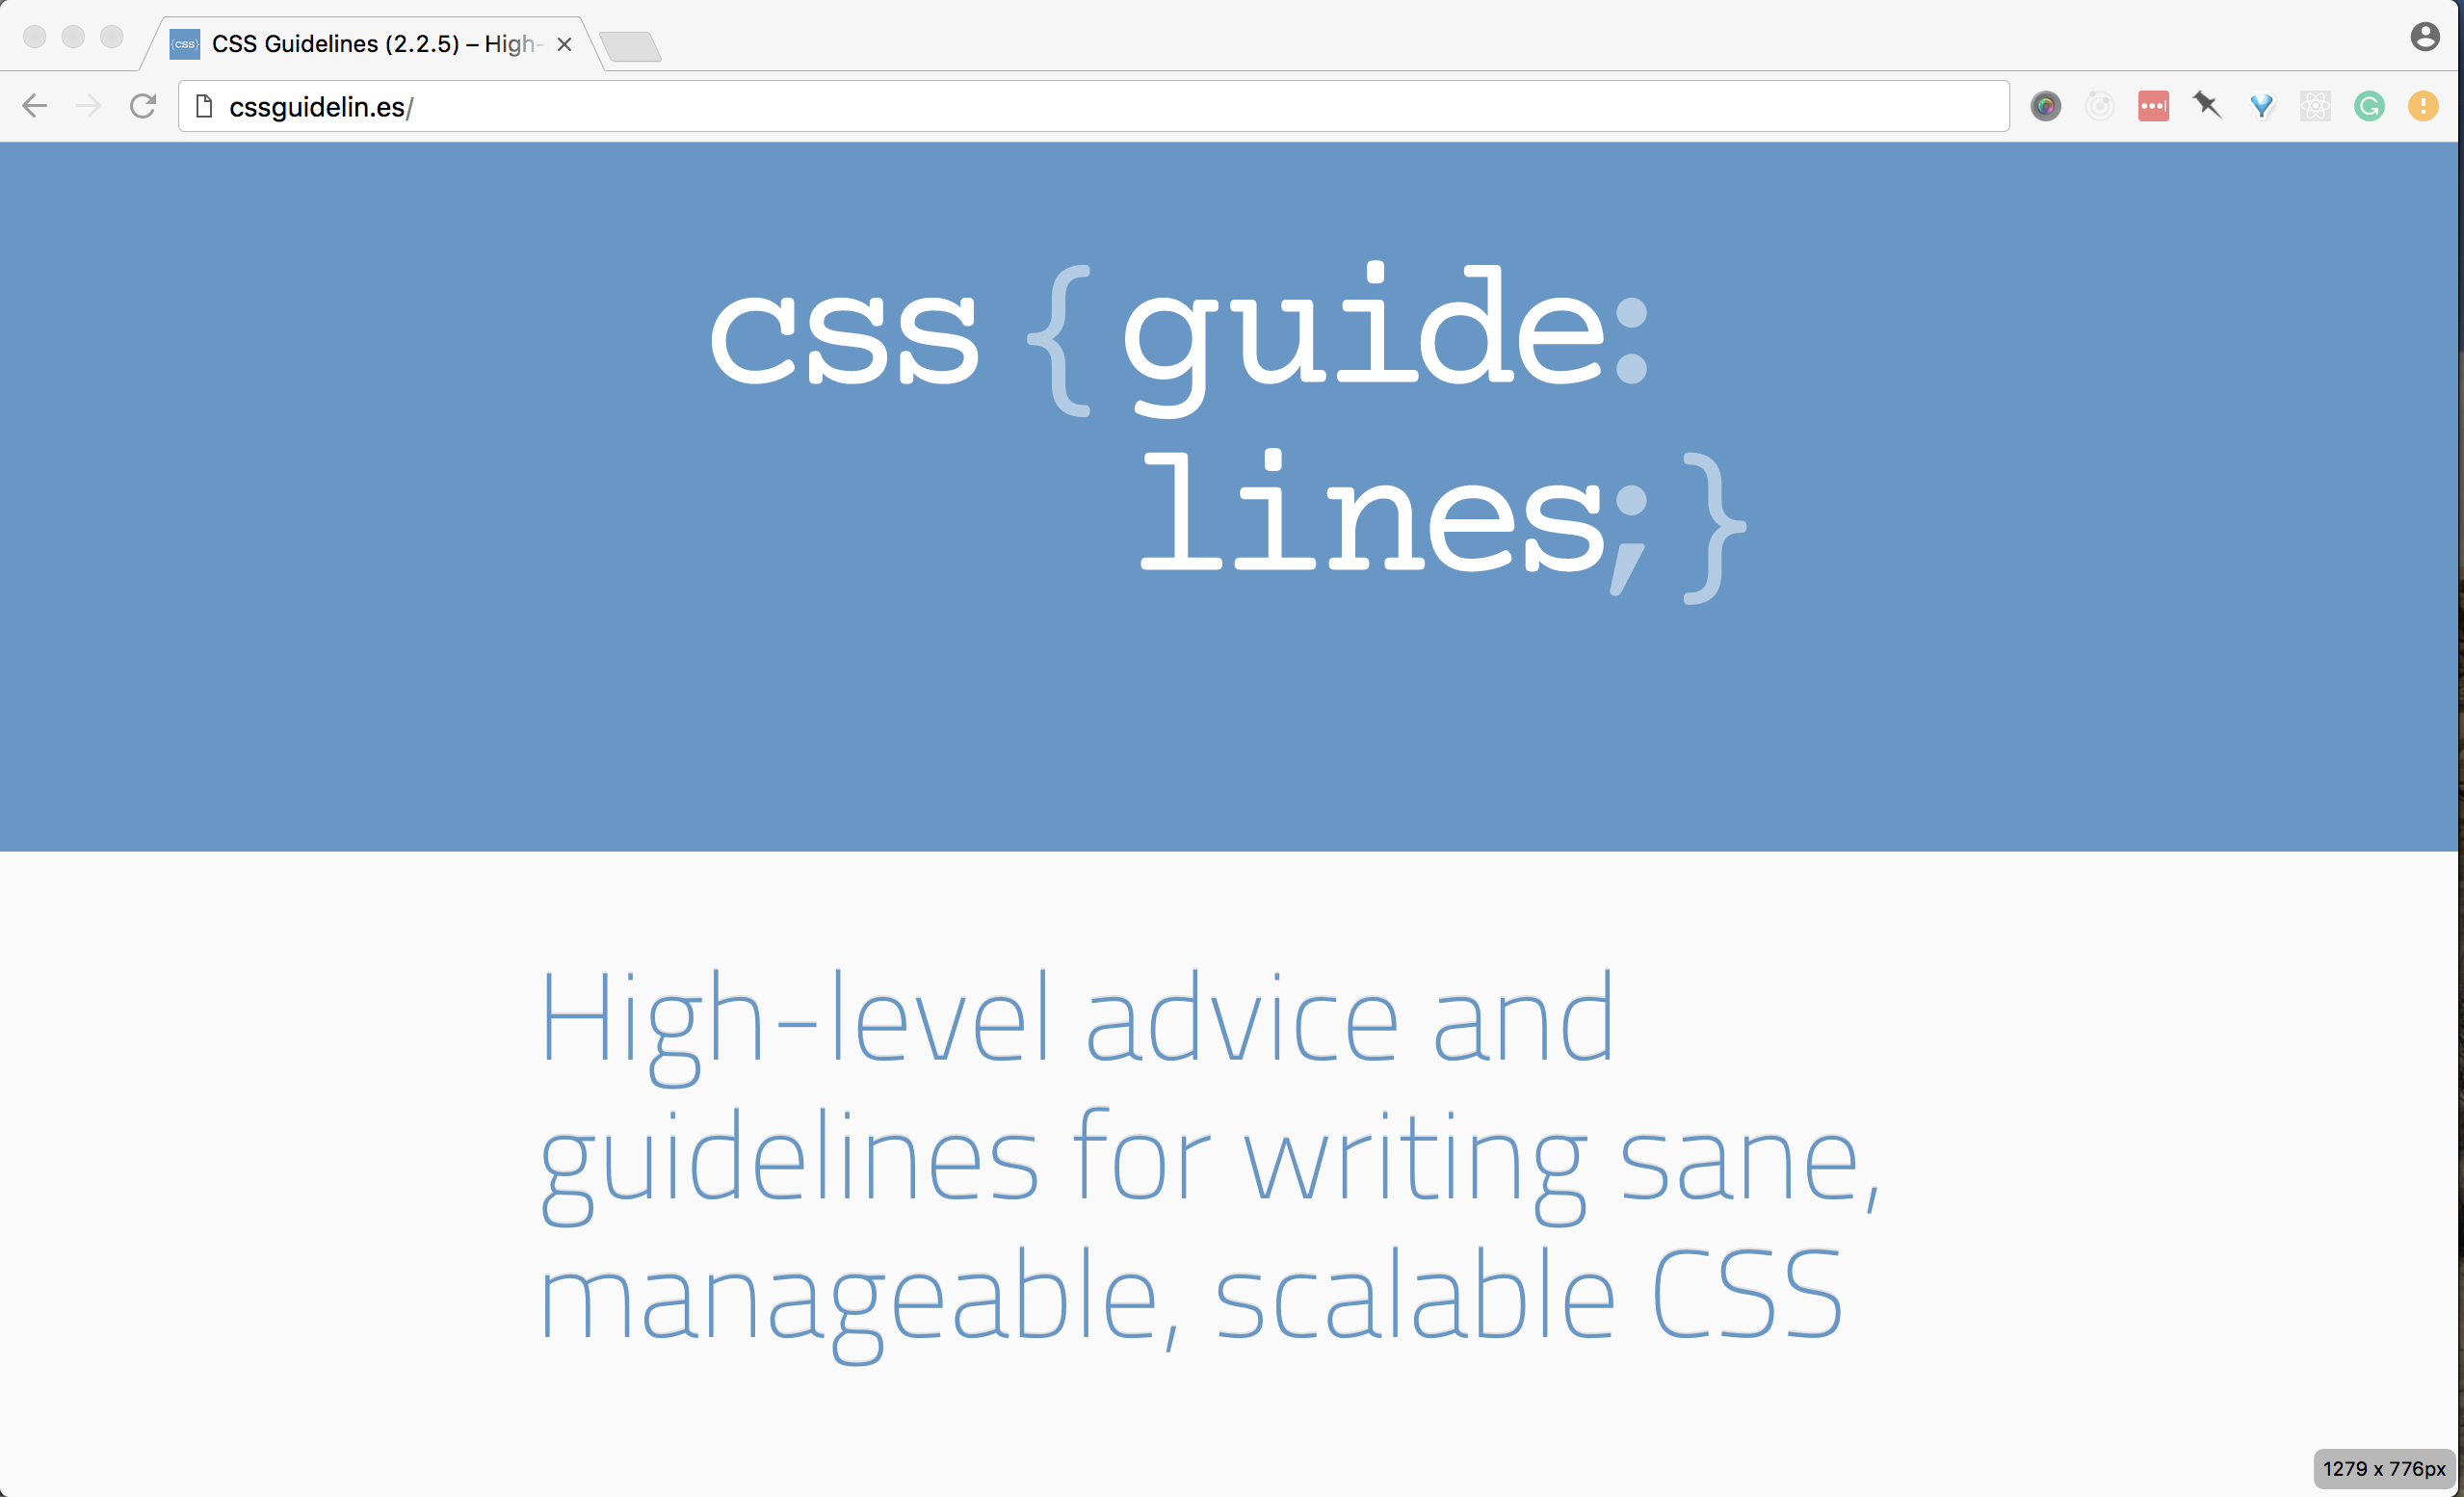 {css}
CSS Guidelines (2.2.5) – High-
cssguidelin.es/
css {guide:
lines;}
High-level advice and
guidelines for writing sane,
manageable, scalable CSS
1279 x 776px